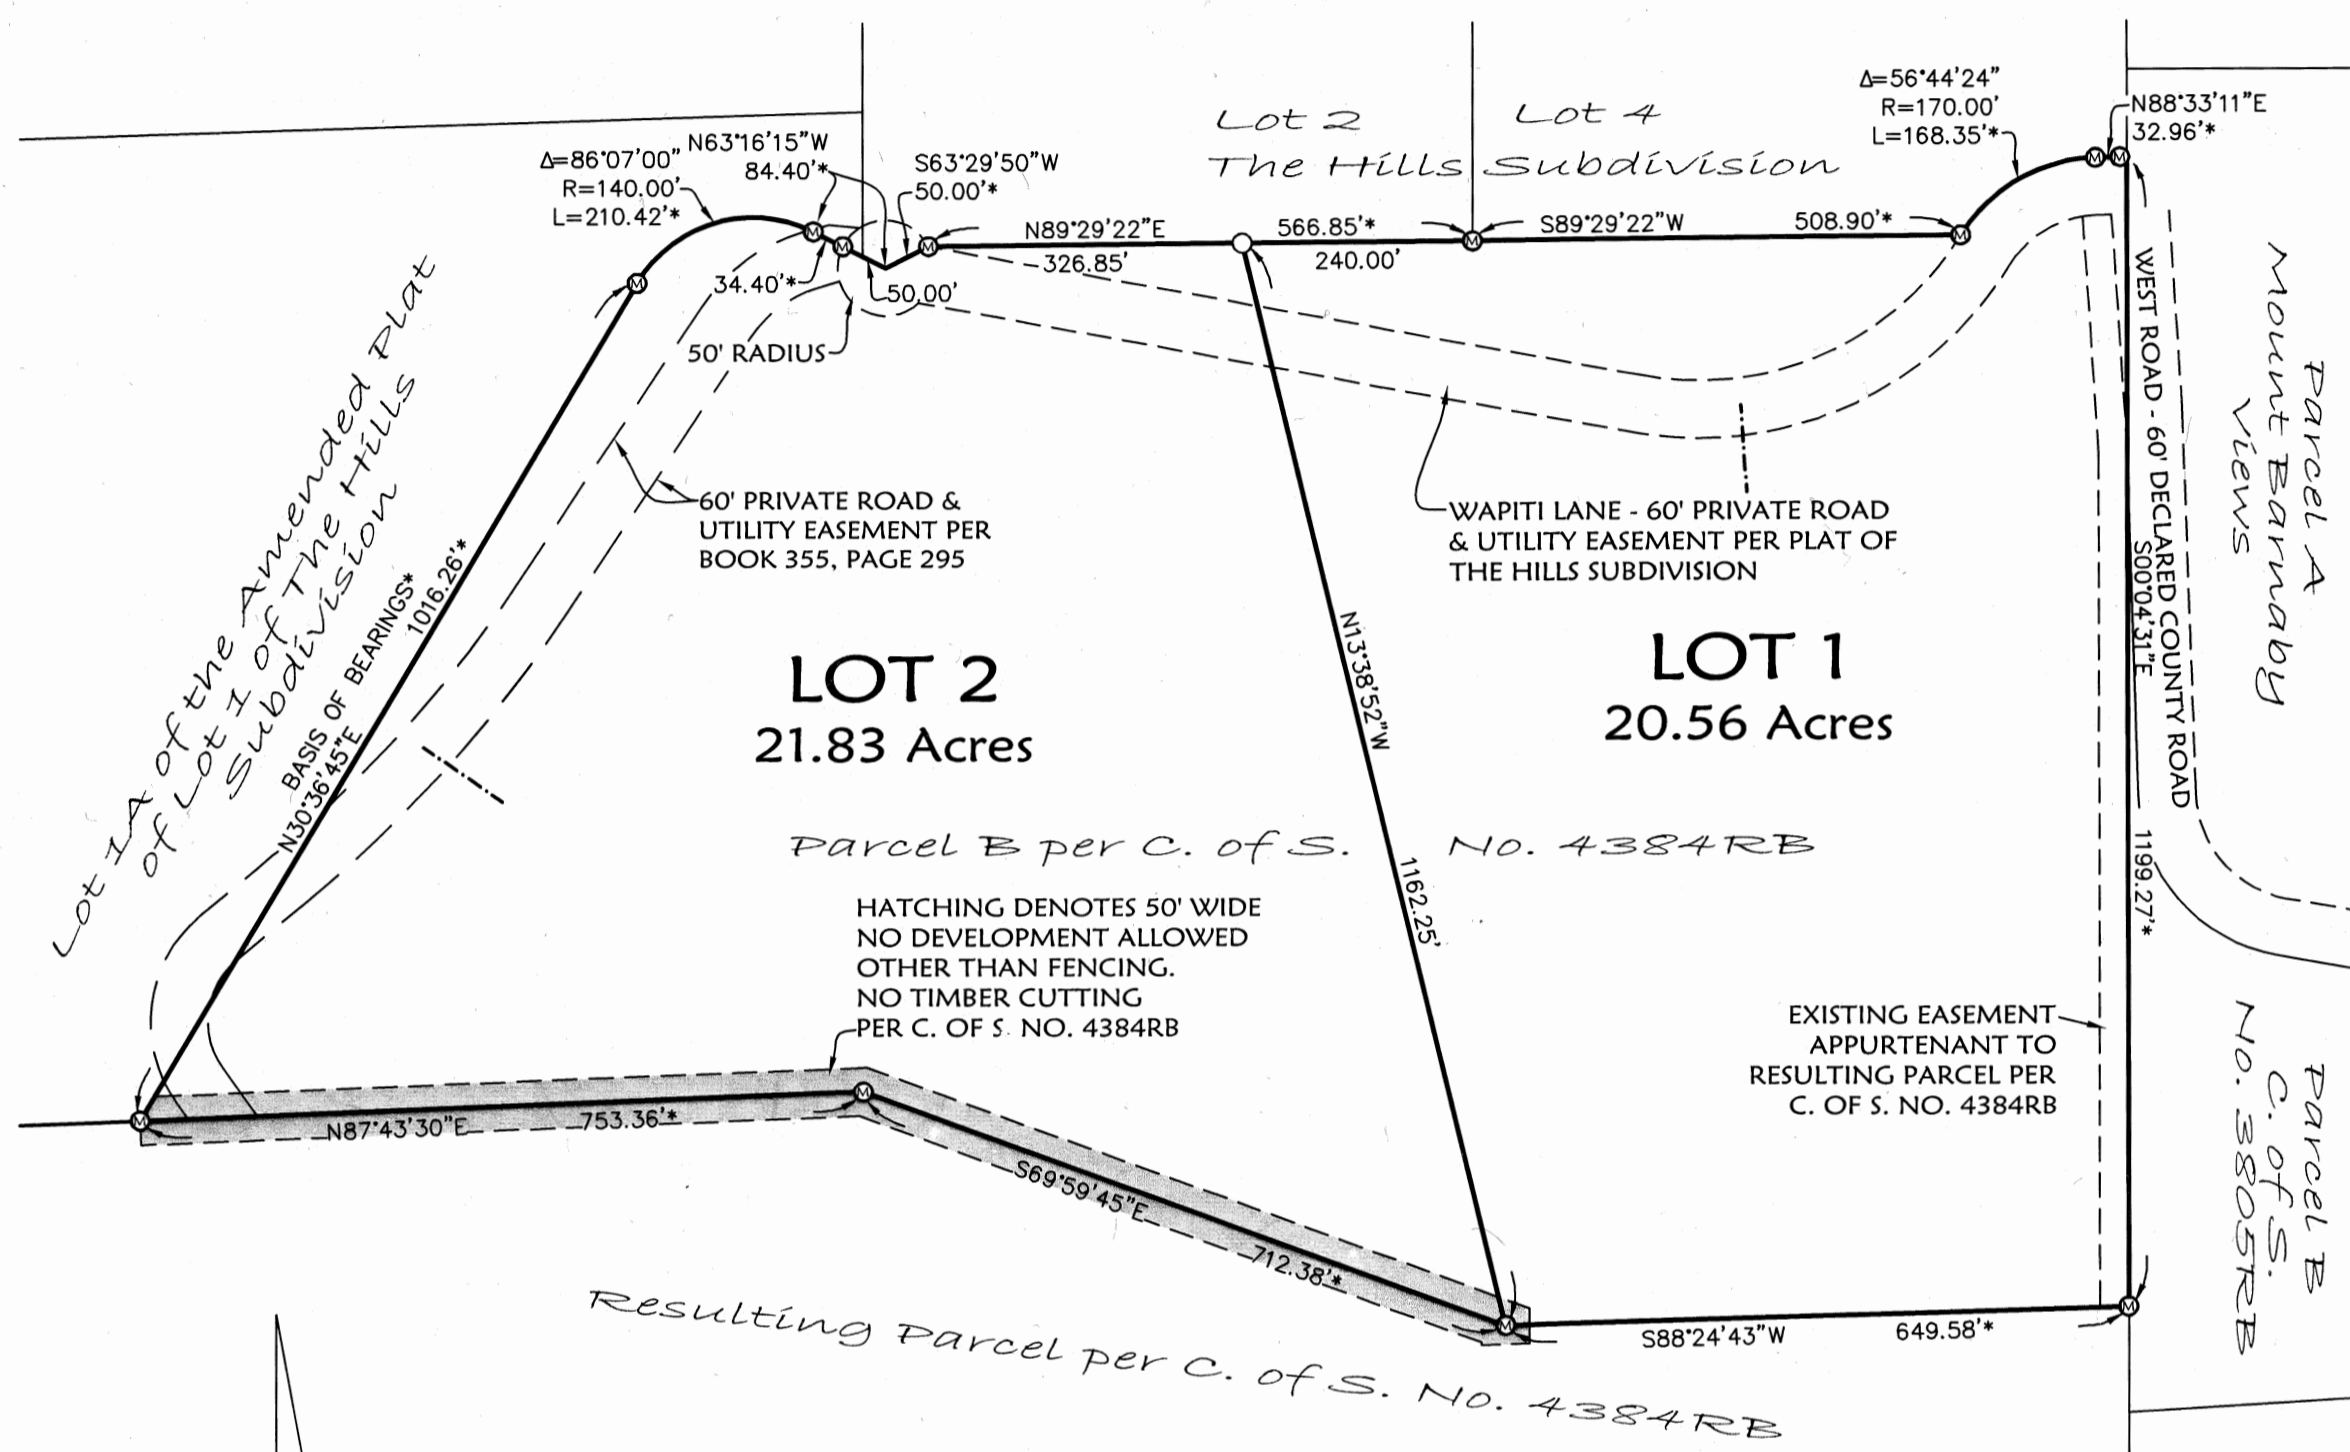 Δ=56°44'24"
R=170.00'
L=168.35'*
N88°33'11"E
32.96'*
Lot 2
Lot 4
The Hills Subdivision
Δ=86°07'00"
R=140.00'
L=210.42'*
N63°16'15"W
84.40'*
S63°29'50"W
50.00'*
N89°29'22"E
566.85'*
S89°29'22"W
508.90'*
326.85'
240.00'
34.40'*
50.00'
50' RADIUS
Lot 1A of the Amended Plat
of Lot 1 of The Hills
Subdivision
BASIS OF BEARINGS*
1016.26'*
N30°36'45"E
60' PRIVATE ROAD &
UTILITY EASEMENT PER
BOOK 355, PAGE 295
WAPITI LANE - 60' PRIVATE ROAD
& UTILITY EASEMENT PER PLAT OF
THE HILLS SUBDIVISION
WEST ROAD - 60' DECLARED COUNTY ROAD
S00°04'31"E
1199.27'*
Parcel A
Mount Barnaby
Views
LOT 2
21.83 Acres
N13°38'52"W
1162.25'
LOT 1
20.56 Acres
Parcel B per C. of S. No. 4384RB
HATCHING DENOTES 50' WIDE
NO DEVELOPMENT ALLOWED
OTHER THAN FENCING.
NO TIMBER CUTTING
PER C. OF S. NO. 4384RB
EXISTING EASEMENT
APPURTENANT TO
RESULTING PARCEL PER
C. OF S. NO. 4384RB
Parcel B
C. of S.
No. 3805RB
N87°43'30"E
753.36'*
S69°59'45"E
712.38'*
S88°24'43"W
649.58'*
Resulting Parcel per C. of S. No. 4384RB
M
M
M
M
M
M
M
M
M
M
M
M